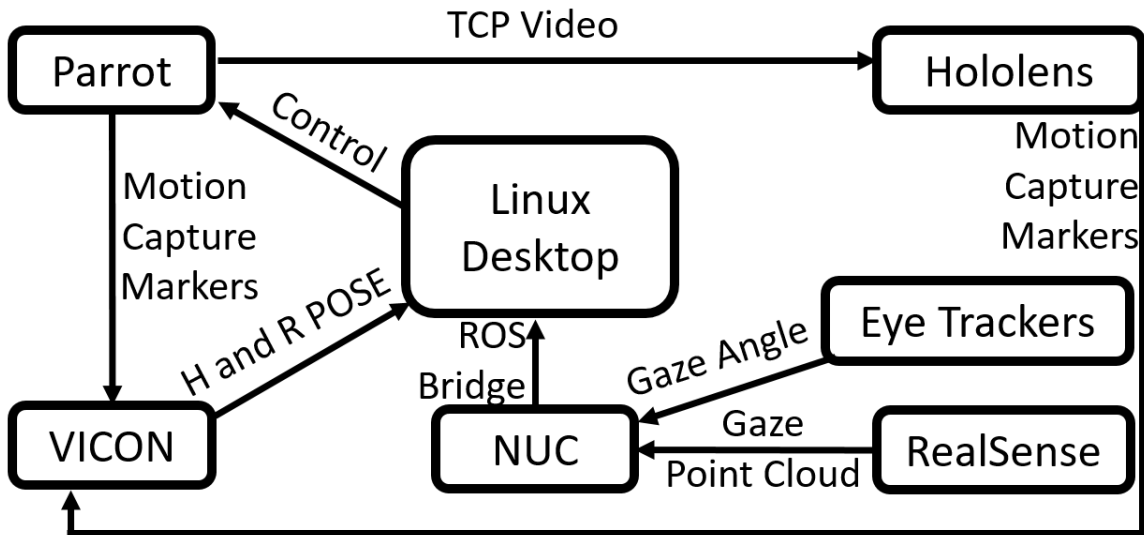 TCP Video
Parrot
Hololens
Control
Motion
Capture
Markers
Linux
Desktop
Motion
Capture
Markers
H and R POSE
ROS
Bridge
Gaze Angle
Eye Trackers
VICON
NUC
Gaze
Point Cloud
RealSense